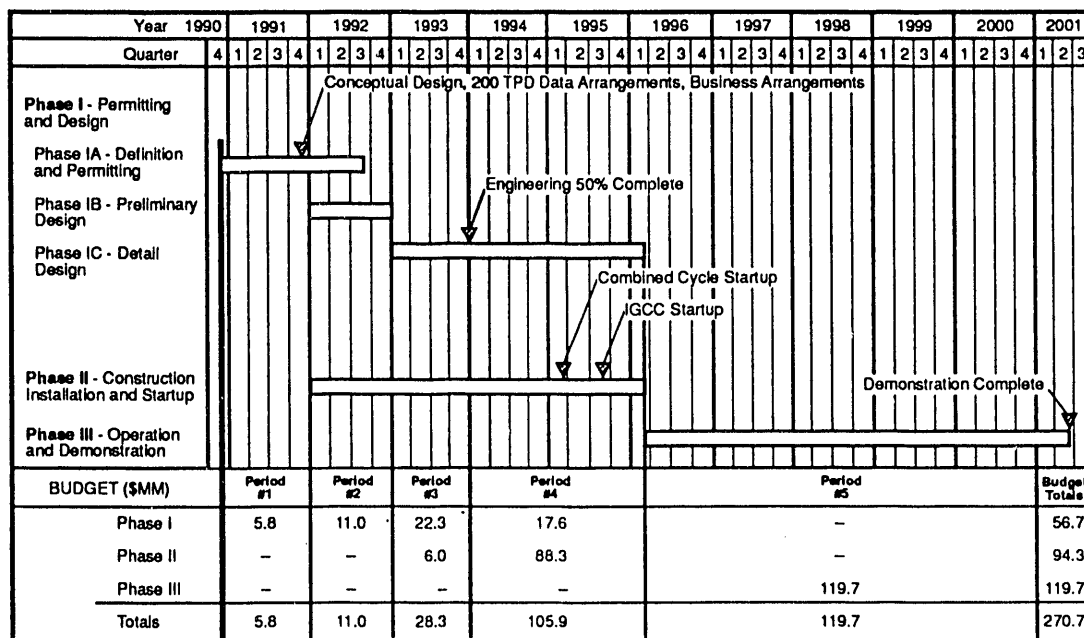 Year 1990 1991 1992 1993 1994 1995 1996 1997 1998 1999 2000 2001
Quarter 4 1 2 3 4 1 2 3 4 1 2 3 4 1 2 3 4 1 2 3 4 1 2 3 4 1 2 3 4 1 2 3 4 1 2 3 4 1 2 3 4 1 2 3
Conceptual Design, 200 TPD Data Arrangements, Business Arrangements
Phase I - Permitting
and Design
Phase IA - Definition
and Permitting
Engineering 50% Complete
Phase IB - Preliminary
Design
Phase IC - Detail
Design
Combined Cycle Startup
IGCC Startup
Phase II - Construction
Installation and Startup
Demonstration Complete
Phase III - Operation
and Demonstration
BUDGET ($MM) Period #1 Period #2 Period #3 Period #4 Period #5 Budget Totals
Phase I 5.8 11.0 22.3 17.6 – 56.7
Phase II – – 6.0 88.3 – 94.3
Phase III – – – – 119.7 119.7
Totals 5.8 11.0 28.3 105.9 119.7 270.7